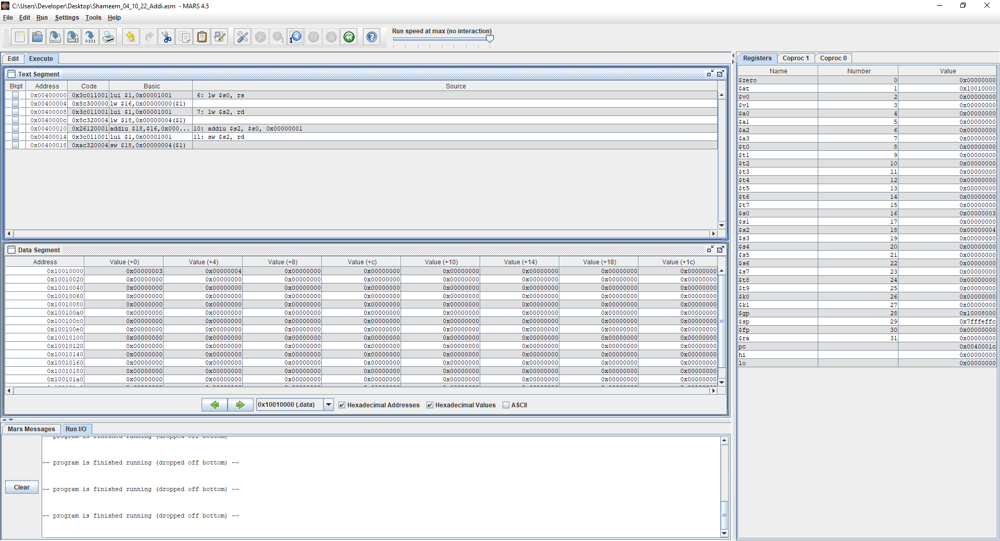 C:\Users\Developer\Desktop\Shameem_04_10_22_Addi.asm - MARS 4.5
File Edit Run Settings Tools Help
Run speed at max (no interaction)
Edit Execute
Text Segment
Bkpt Address Code Basic Source
0x00400000 0x3c011001 lui $1,0x00001001 6: lw $s0, rs
0x00400004 0x8c300000 lw $16,0x00000000($1)
0x00400008 0x3c011001 lui $1,0x00001001 7: lw $s2, rd
0x0040000c 0x8c320004 lw $18,0x00000004($1)
0x00400010 0x26120001 addiu $18,$16,0x000... 10: addiu $s2, $s0, 0x00000001
0x00400014 0x3c011001 lui $1,0x00001001 11: sw $s2, rd
0x00400018 0xac320004 sw $18,0x00000004($1)
Data Segment
Address Value (+0) Value (+4) Value (+8) Value (+c) Value (+10) Value (+14) Value (+18) Value (+1c)
0x10010000 0x00000003 0x00000004 0x00000000 0x00000000 0x00000000 0x00000000 0x00000000 0x00000000
0x10010020 0x00000000 0x00000000 0x00000000 0x00000000 0x00000000 0x00000000 0x00000000 0x00000000
0x10010040 0x00000000 0x00000000 0x00000000 0x00000000 0x00000000 0x00000000 0x00000000 0x00000000
0x10010060 0x00000000 0x00000000 0x00000000 0x00000000 0x00000000 0x00000000 0x00000000 0x00000000
0x10010080 0x00000000 0x00000000 0x00000000 0x00000000 0x00000000 0x00000000 0x00000000 0x00000000
0x100100a0 0x00000000 0x00000000 0x00000000 0x00000000 0x00000000 0x00000000 0x00000000 0x00000000
0x100100c0 0x00000000 0x00000000 0x00000000 0x00000000 0x00000000 0x00000000 0x00000000 0x00000000
0x100100e0 0x00000000 0x00000000 0x00000000 0x00000000 0x00000000 0x00000000 0x00000000 0x00000000
0x10010100 0x00000000 0x00000000 0x00000000 0x00000000 0x00000000 0x00000000 0x00000000 0x00000000
0x10010120 0x00000000 0x00000000 0x00000000 0x00000000 0x00000000 0x00000000 0x00000000 0x00000000
0x10010140 0x00000000 0x00000000 0x00000000 0x00000000 0x00000000 0x00000000 0x00000000 0x00000000
0x10010160 0x00000000 0x00000000 0x00000000 0x00000000 0x00000000 0x00000000 0x00000000 0x00000000
0x10010180 0x00000000 0x00000000 0x00000000 0x00000000 0x00000000 0x00000000 0x00000000 0x00000000
0x100101a0 0x00000000 0x00000000 0x00000000 0x00000000 0x00000000 0x00000000 0x00000000 0x00000000
0x10010000 (.data) Hexadecimal Addresses Hexadecimal Values ASCII
Mars Messages Run I/O
Clear
-- program is finished running (dropped off bottom) --
-- program is finished running (dropped off bottom) --
-- program is finished running (dropped off bottom) --
-- program is finished running (dropped off bottom) --
Registers Coproc 1 Coproc 0
Name Number Value
$zero 0 0x00000000
$at 1 0x10010000
$v0 2 0x00000000
$v1 3 0x00000000
$a0 4 0x00000000
$a1 5 0x00000000
$a2 6 0x00000000
$a3 7 0x00000000
$t0 8 0x00000000
$t1 9 0x00000000
$t2 10 0x00000000
$t3 11 0x00000000
$t4 12 0x00000000
$t5 13 0x00000000
$t6 14 0x00000000
$t7 15 0x00000000
$s0 16 0x00000003
$s1 17 0x00000000
$s2 18 0x00000004
$s3 19 0x00000000
$s4 20 0x00000000
$s5 21 0x00000000
$s6 22 0x00000000
$s7 23 0x00000000
$t8 24 0x00000000
$t9 25 0x00000000
$k0 26 0x00000000
$k1 27 0x00000000
$gp 28 0x10008000
$sp 29 0x7fffeffc
$fp 30 0x00000000
$ra 31 0x00000000
pc 0x0040001c
hi 0x00000000
lo 0x00000000